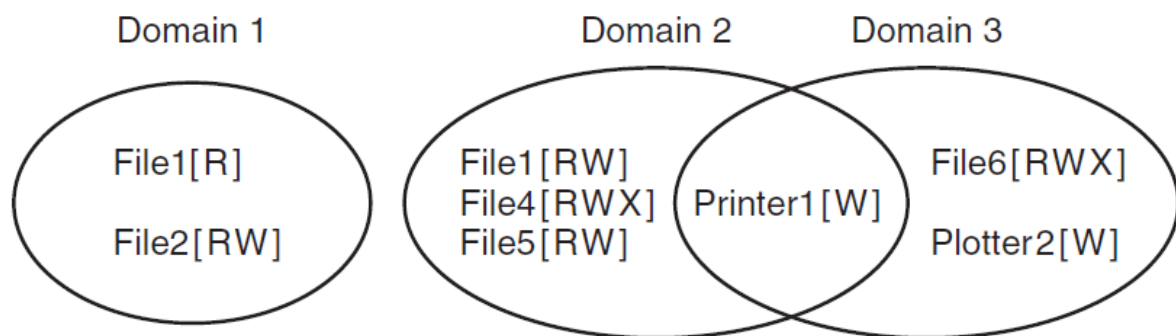 Domain 1
Domain 2
Domain 3
File1[R]
File2[RW]
File1[RW]
File4[RWX]
File5[RW]
Printer1[W]
File6[RWX]
Plotter2[W]